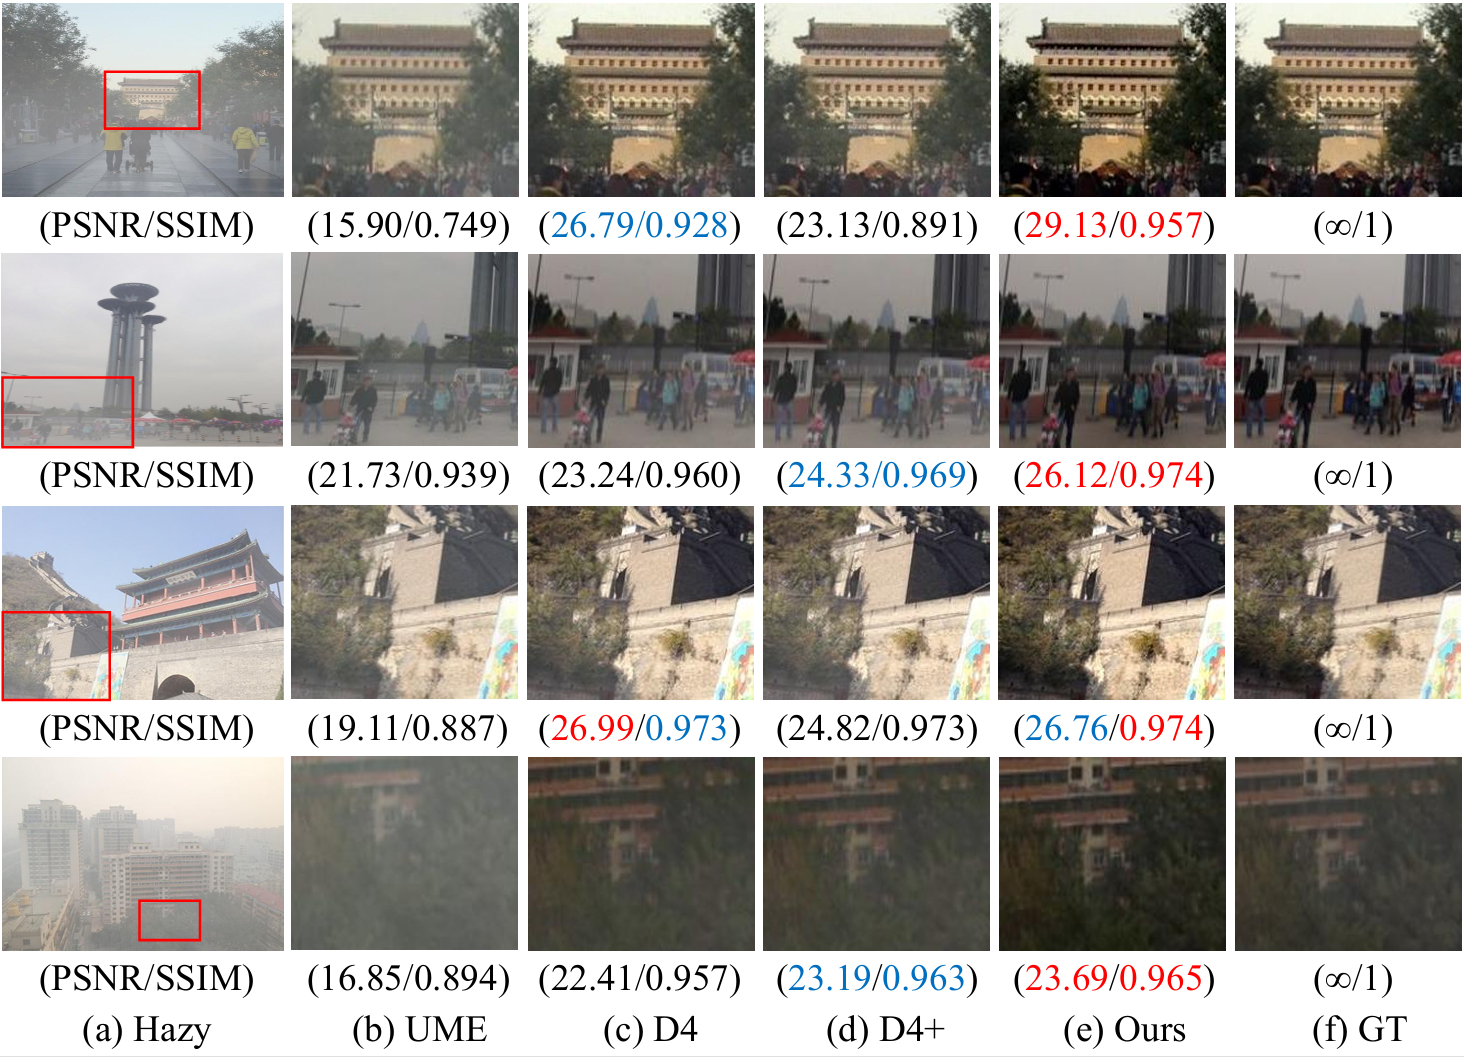 (PSNR/SSIM) (15.90/0.749) (26.79/0.928) (23.13/0.891) (29.13/0.957) (∞/1)
(PSNR/SSIM) (21.73/0.939) (23.24/0.960) (24.33/0.969) (26.12/0.974) (∞/1)
(PSNR/SSIM) (19.11/0.887) (26.99/0.973) (24.82/0.973) (26.76/0.974) (∞/1)
(PSNR/SSIM) (16.85/0.894) (22.41/0.957) (23.19/0.963) (23.69/0.965) (∞/1)
(a) Hazy (b) UME (c) D4 (d) D4+ (e) Ours (f) GT